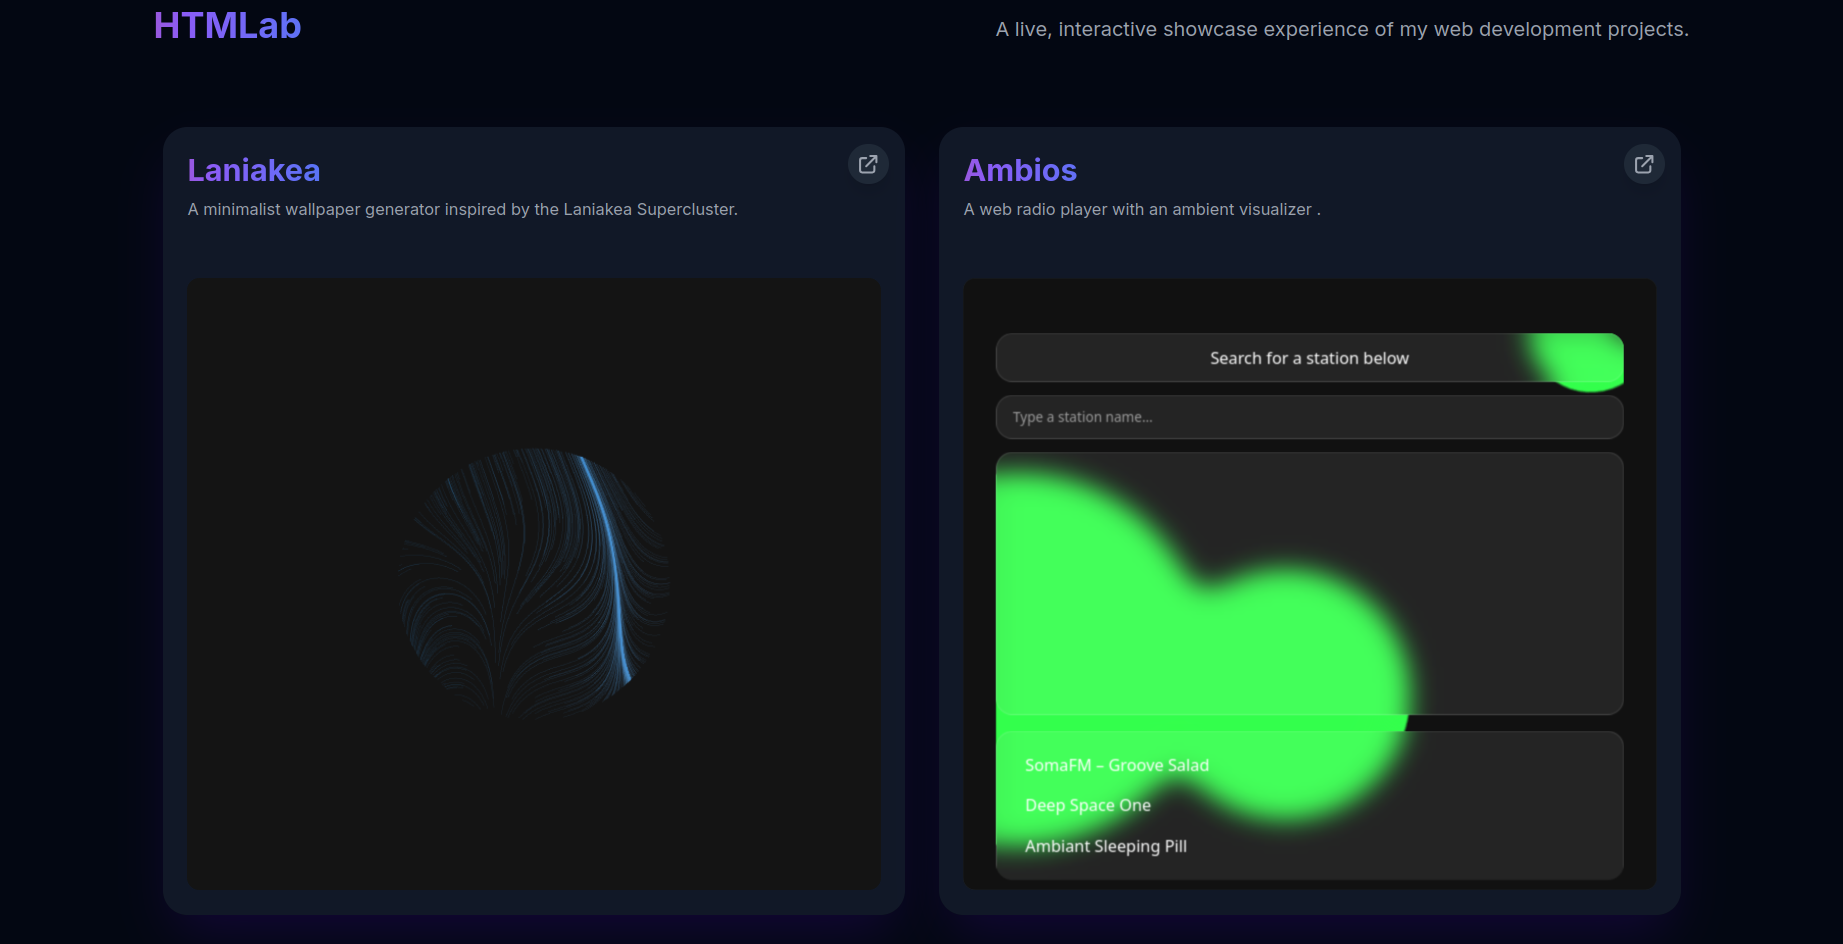 HTMLab
A live, interactive showcase experience of my web development projects.
Laniakea
A minimalist wallpaper generator inspired by the Laniakea Supercluster.
Ambios
A web radio player with an ambient visualizer .
Search for a station below
Type a station name...
SomaFM – Groove Salad
Deep Space One
Ambiant Sleeping Pill